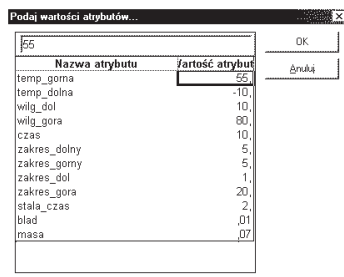 Podaj wartości atrybutów...
55
OK
Anuluj
Nazwa atrybutu /artość atrybut
temp_gorna 55,
temp_dolna -10,
wilg_dol 10,
wilg_gora 80,
czas 10,
zakres_dolny 5,
zakres_gorny 5,
zakres_dol 1,
zakres_gora 20,
stala_czas 2,
blad ,01
masa ,07